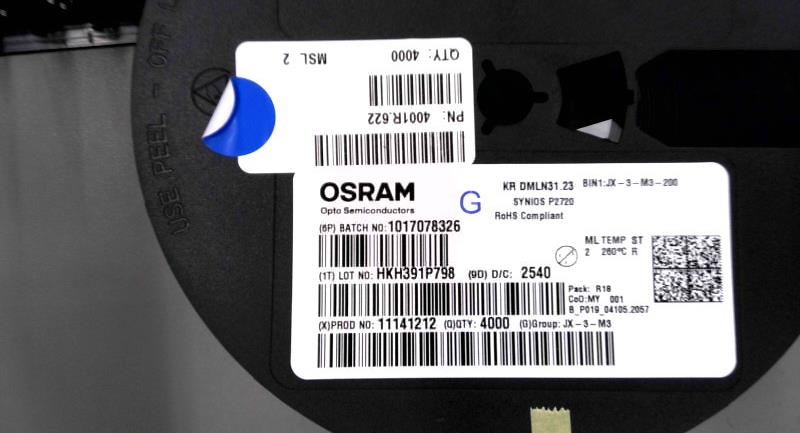 USE PEEL - OFF L
QTY: 4000 MSL 2
PN: 4001R.622
OSRAM
Opto Semiconductors
G
KR DMLN31.23 BIN1:JX-3-M3-200
SYNIOS P2720
RoHS Compliant
(6P) BATCH NO:1017078326
ML TEMP ST
2 260°C R
(1T) LOT NO: HKH391P798 (9D) D/C: 2540
Pack: R18
CoO:MY 001
B_P019_04105.2057
(X)PROD NO: 11141212 (Q)QTY: 4000 (G)Group: JX-3-M3